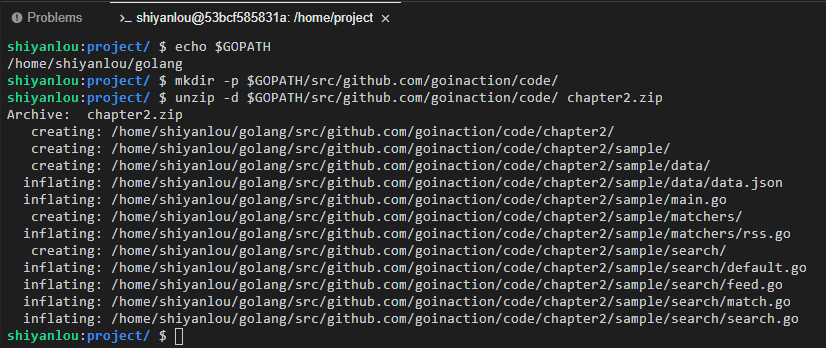 Problems
>_ shiyanlou@53bcf585831a: /home/project ×
shiyanlou:project/ $ echo $GOPATH
/home/shiyanlou/golang
shiyanlou:project/ $ mkdir -p $GOPATH/src/github.com/goinaction/code/
shiyanlou:project/ $ unzip -d $GOPATH/src/github.com/goinaction/code/ chapter2.zip
Archive:  chapter2.zip
   creating: /home/shiyanlou/golang/src/github.com/goinaction/code/chapter2/
   creating: /home/shiyanlou/golang/src/github.com/goinaction/code/chapter2/sample/
   creating: /home/shiyanlou/golang/src/github.com/goinaction/code/chapter2/sample/data/
  inflating: /home/shiyanlou/golang/src/github.com/goinaction/code/chapter2/sample/data/data.json
  inflating: /home/shiyanlou/golang/src/github.com/goinaction/code/chapter2/sample/main.go
   creating: /home/shiyanlou/golang/src/github.com/goinaction/code/chapter2/sample/matchers/
  inflating: /home/shiyanlou/golang/src/github.com/goinaction/code/chapter2/sample/matchers/rss.go
   creating: /home/shiyanlou/golang/src/github.com/goinaction/code/chapter2/sample/search/
  inflating: /home/shiyanlou/golang/src/github.com/goinaction/code/chapter2/sample/search/default.go
  inflating: /home/shiyanlou/golang/src/github.com/goinaction/code/chapter2/sample/search/feed.go
  inflating: /home/shiyanlou/golang/src/github.com/goinaction/code/chapter2/sample/search/match.go
  inflating: /home/shiyanlou/golang/src/github.com/goinaction/code/chapter2/sample/search/search.go
shiyanlou:project/ $